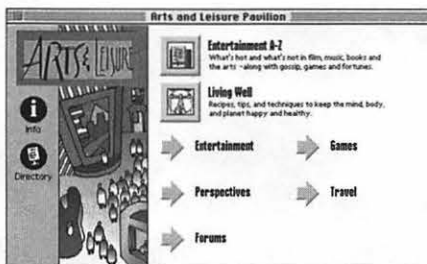 Arts and Leisure Pavilion
ARTS & LEISURE
Info
Directory
Entertainment A-Z
What's hot and what's not in film, music, books and
the arts -along with gossip, games and fortunes.
Living Well
Recipes, tips, and techniques to keep the mind, body,
and planet happy and healthy.
Entertainment
Games
Perspectives
Travel
Forums